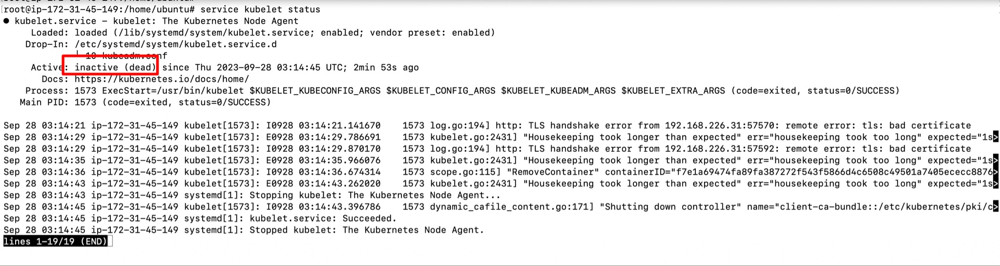 [root@ip-172-31-45-149:/home/ubuntu# service kubelet status
● kubelet.service – kubelet: The Kubernetes Node Agent
Loaded: loaded (/lib/systemd/system/kubelet.service; enabled; vendor preset: enabled)
Drop-In: /etc/systemd/system/kubelet.service.d
└ 10-kubeadm.conf
Active: inactive (dead) since Thu 2023-09-28 03:14:45 UTC; 2min 53s ago
Docs: https://kubernetes.io/docs/home/
Process: 1573 ExecStart=/usr/bin/kubelet $KUBELET_KUBECONFIG_ARGS $KUBELET_CONFIG_ARGS $KUBELET_KUBEADM_ARGS $KUBELET_EXTRA_ARGS (code=exited, status=0/SUCCESS)
Main PID: 1573 (code=exited, status=0/SUCCESS)
Sep 28 03:14:21 ip-172-31-45-149 kubelet[1573]: I0928 03:14:21.141670 1573 log.go:194] http: TLS handshake error from 192.168.226.31:57570: remote error: tls: bad certificate
Sep 28 03:14:29 ip-172-31-45-149 kubelet[1573]: E0928 03:14:29.786691 1573 kubelet.go:2431] "Housekeeping took longer than expected" err="housekeeping took too long" expected="1s>
Sep 28 03:14:29 ip-172-31-45-149 kubelet[1573]: I0928 03:14:29.870170 1573 log.go:194] http: TLS handshake error from 192.168.226.31:57592: remote error: tls: bad certificate
Sep 28 03:14:35 ip-172-31-45-149 kubelet[1573]: E0928 03:14:35.966076 1573 kubelet.go:2431] "Housekeeping took longer than expected" err="housekeeping took too long" expected="1s>
Sep 28 03:14:36 ip-172-31-45-149 kubelet[1573]: I0928 03:14:36.674314 1573 scope.go:115] "RemoveContainer" containerID="f7e1a69474fa89fa387272f543f5866d4c6508c49501a7405ececc8876>
Sep 28 03:14:43 ip-172-31-45-149 kubelet[1573]: E0928 03:14:43.262020 1573 kubelet.go:2431] "Housekeeping took longer than expected" err="housekeeping took too long" expected="1s>
Sep 28 03:14:43 ip-172-31-45-149 systemd[1]: Stopping kubelet: The Kubernetes Node Agent...
Sep 28 03:14:45 ip-172-31-45-149 kubelet[1573]: I0928 03:14:43.396786 1573 dynamic_cafile_content.go:171] "Shutting down controller" name="client-ca-bundle::/etc/kubernetes/pki/c>
Sep 28 03:14:45 ip-172-31-45-149 systemd[1]: kubelet.service: Succeeded.
Sep 28 03:14:45 ip-172-31-45-149 systemd[1]: Stopped kubelet: The Kubernetes Node Agent.
lines 1-19/19 (END)